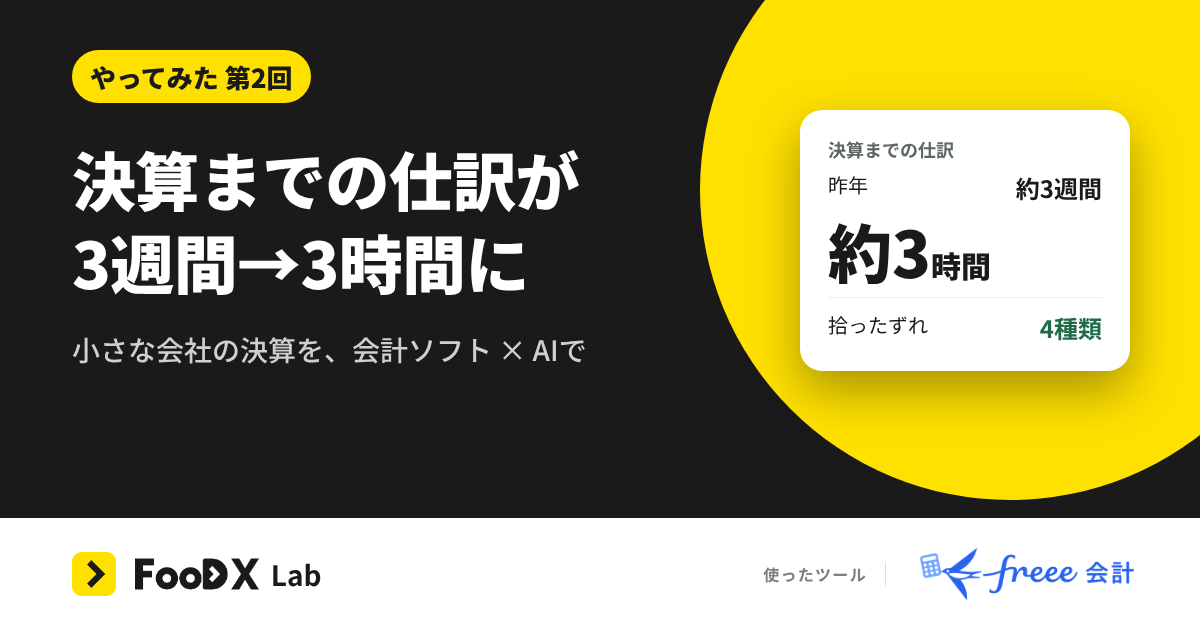 やってみた 第2回
決算までの仕訳が
3週間→3時間に
小さな会社の決算を、会計ソフト × AIで
決算までの仕訳
昨年 約3週間
約3時間
拾ったずれ 4種類
FooDX Lab
使ったツール
freee 会計